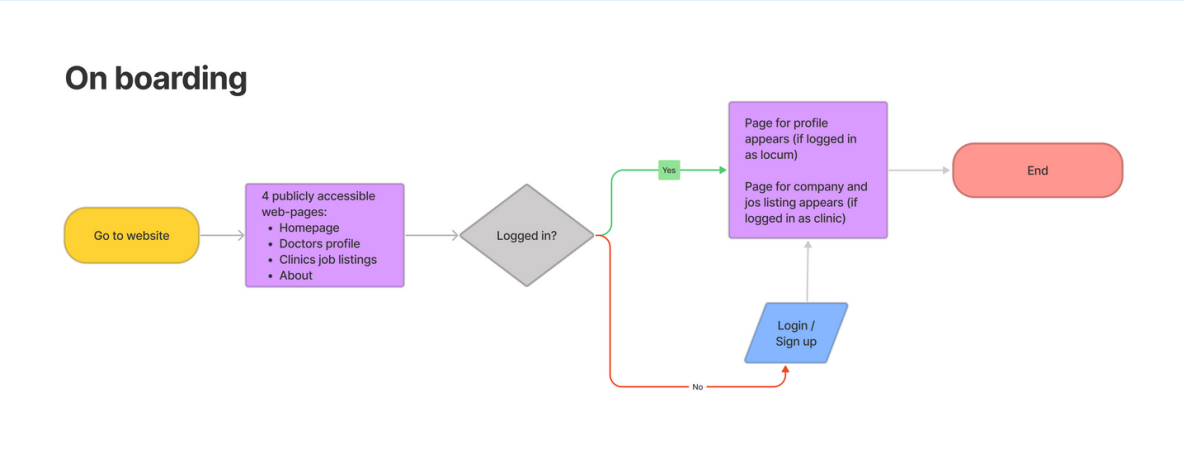 On boarding
Go to website
4 publicly accessible
web-pages:
• Homepage
• Doctors profile
• Clinics job listings
• About
Logged in?
Yes
No
Page for profile
appears (if logged in
as locum)
Page for company and
jos listing appears (if
logged in as clinic)
Login /
Sign up
End